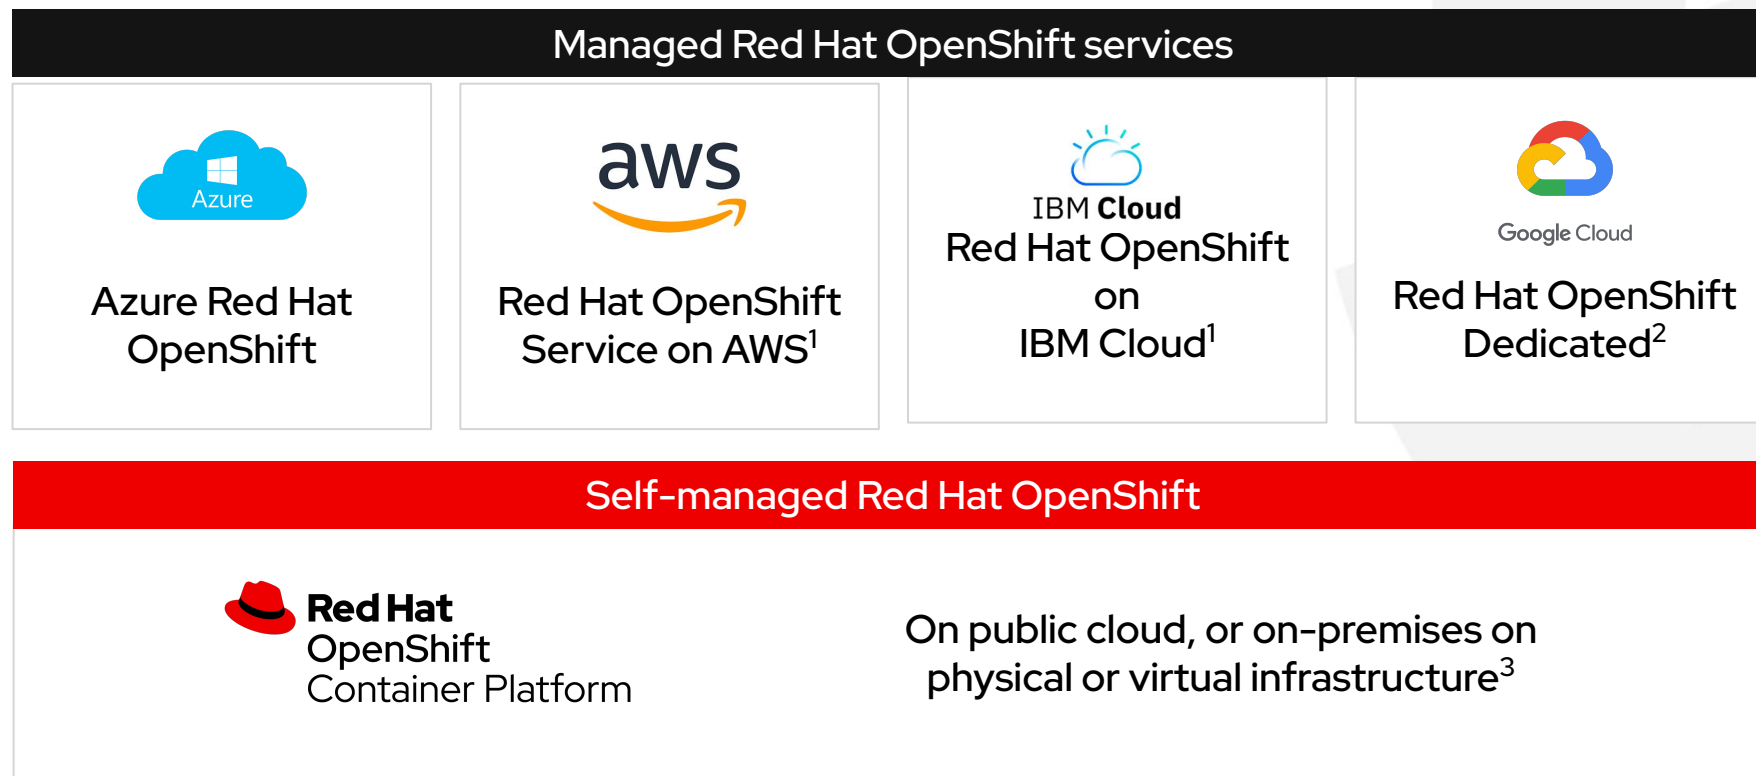 Managed Red Hat OpenShift services
Azure
Azure Red Hat
OpenShift
aws
Red Hat OpenShift
Service on AWS¹
IBM Cloud
Red Hat OpenShift
on
IBM Cloud¹
Google Cloud
Red Hat OpenShift
Dedicated²
Self-managed Red Hat OpenShift
Red Hat
OpenShift
Container Platform
On public cloud, or on-premises on
physical or virtual infrastructure³